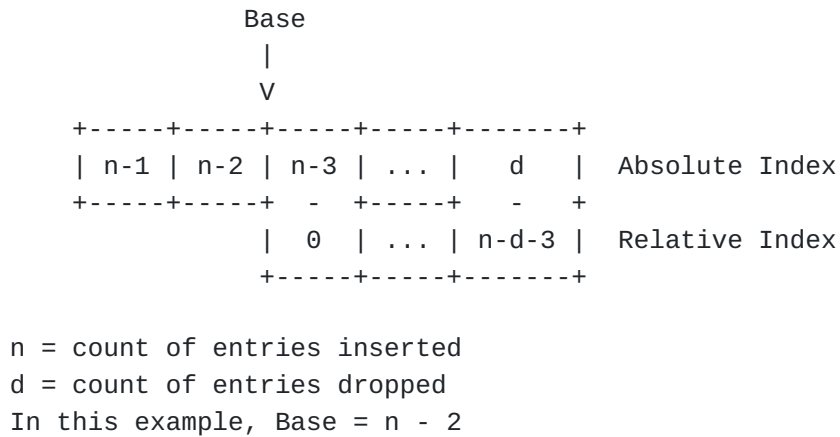 Base
                |
                V
    +-----+-----+-----+-----+-------+
    | n-1 | n-2 | n-3 | ... |   d   |  Absolute Index
    +-----+-----+  -  +-----+   -   +
                |  0  | ... | n-d-3 |  Relative Index
                +-----+-----+-------+

n = count of entries inserted
d = count of entries dropped
In this example, Base = n - 2